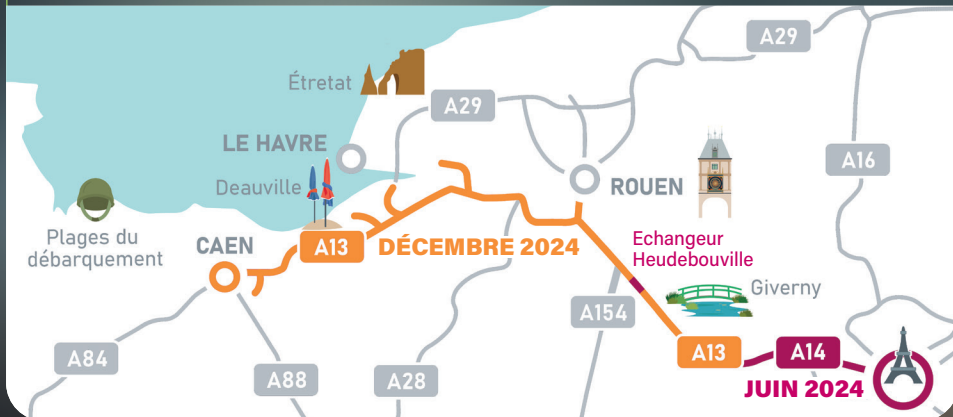 A29
Étretat
A29
LE HAVRE
A16
Deauville
ROUEN
Plages du
débarquement
CAEN
A13
DÉCEMBRE 2024
Echangeur
Heudebouville
Giverny
A154
A84
A88
A28
A13
A14
JUIN 2024